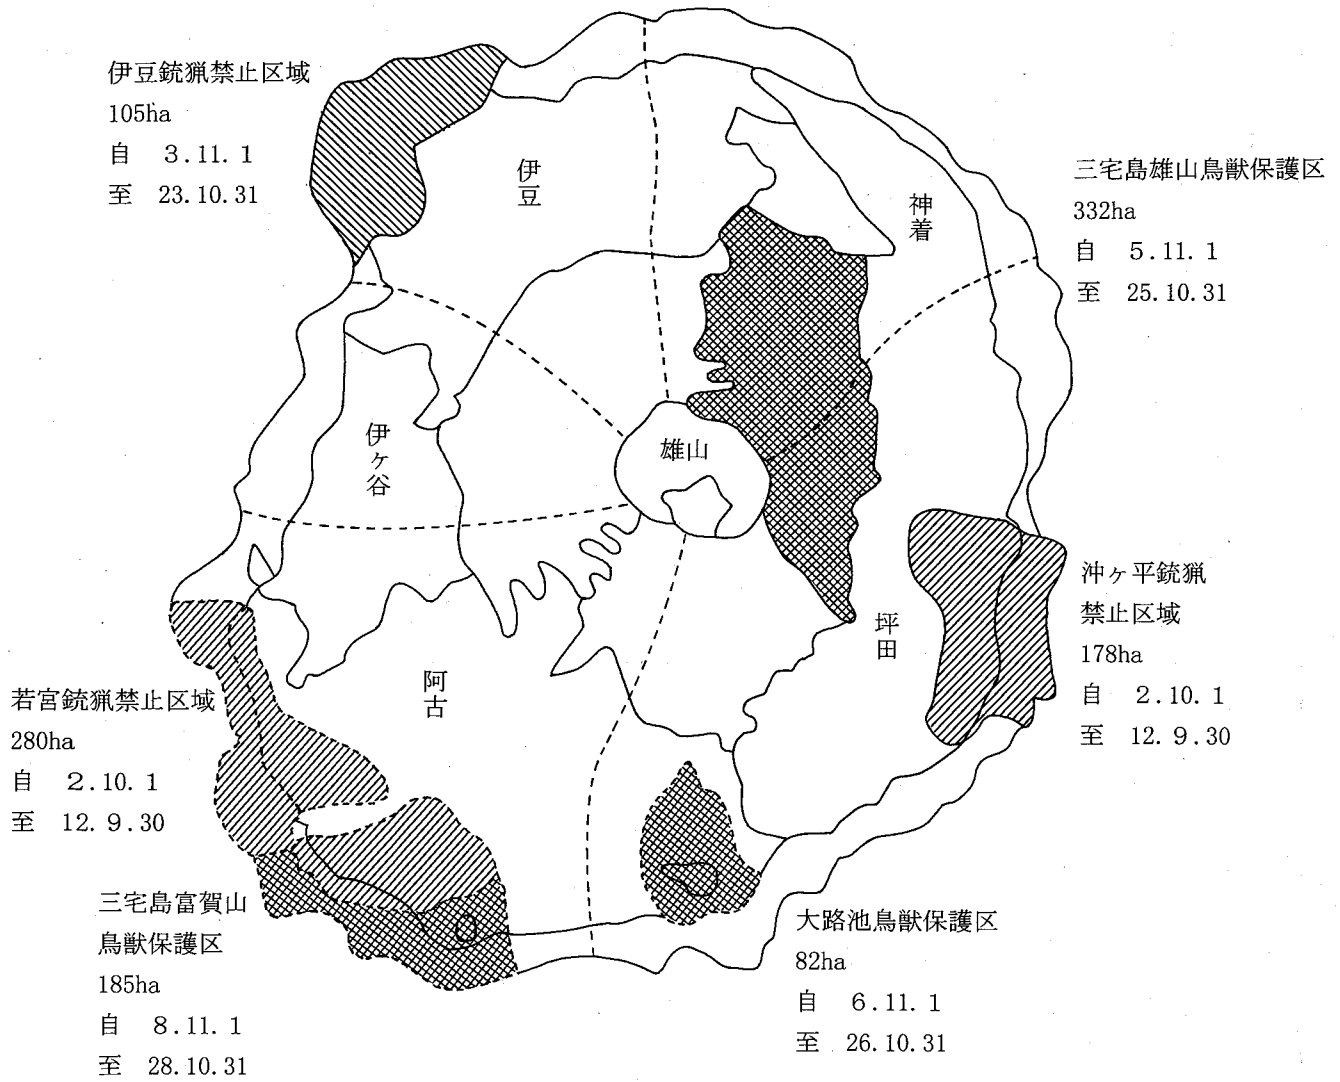 伊豆銃猟禁止区域
105ha
自 3.11. 1
至 23.10.31
伊豆
神着
三宅島雄山鳥獣保護区
332ha
自 5.11. 1
至 25.10.31
伊ヶ谷
雄山
沖ヶ平銃猟
禁止区域
178ha
自 2.10. 1
至 12. 9.30
坪田
阿古
若宮銃猟禁止区域
280ha
自 2.10. 1
至 12. 9.30
三宅島富賀山
鳥獣保護区
185ha
自 8.11. 1
至 28.10.31
大路池鳥獣保護区
82ha
自 6.11. 1
至 26.10.31